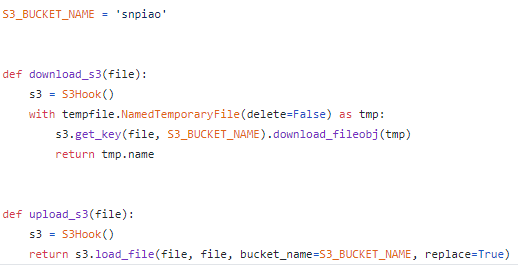 S3_BUCKET_NAME = 'snpiao'
def download_s3(file):
    s3 = S3Hook()
    with tempfile.NamedTemporaryFile(delete=False) as tmp:
        s3.get_key(file, S3_BUCKET_NAME).download_fileobj(tmp)
        return tmp.name
def upload_s3(file):
    s3 = S3Hook()
    return s3.load_file(file, file, bucket_name=S3_BUCKET_NAME, replace=True)